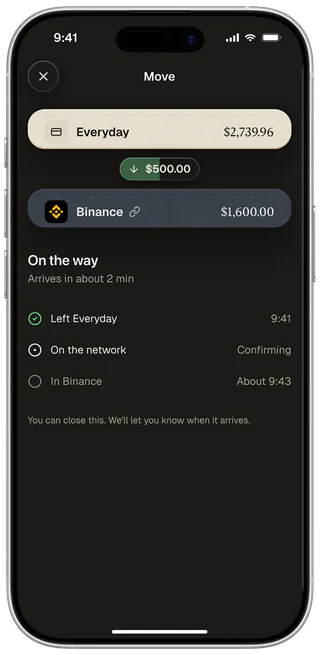 9:41
Move
Everyday $2,739.96
$500.00
Binance $1,600.00
On the way
Arrives in about 2 min
Left Everyday 9:41
On the network Confirming
In Binance About 9:43
You can close this. We'll let you know when it arrives.